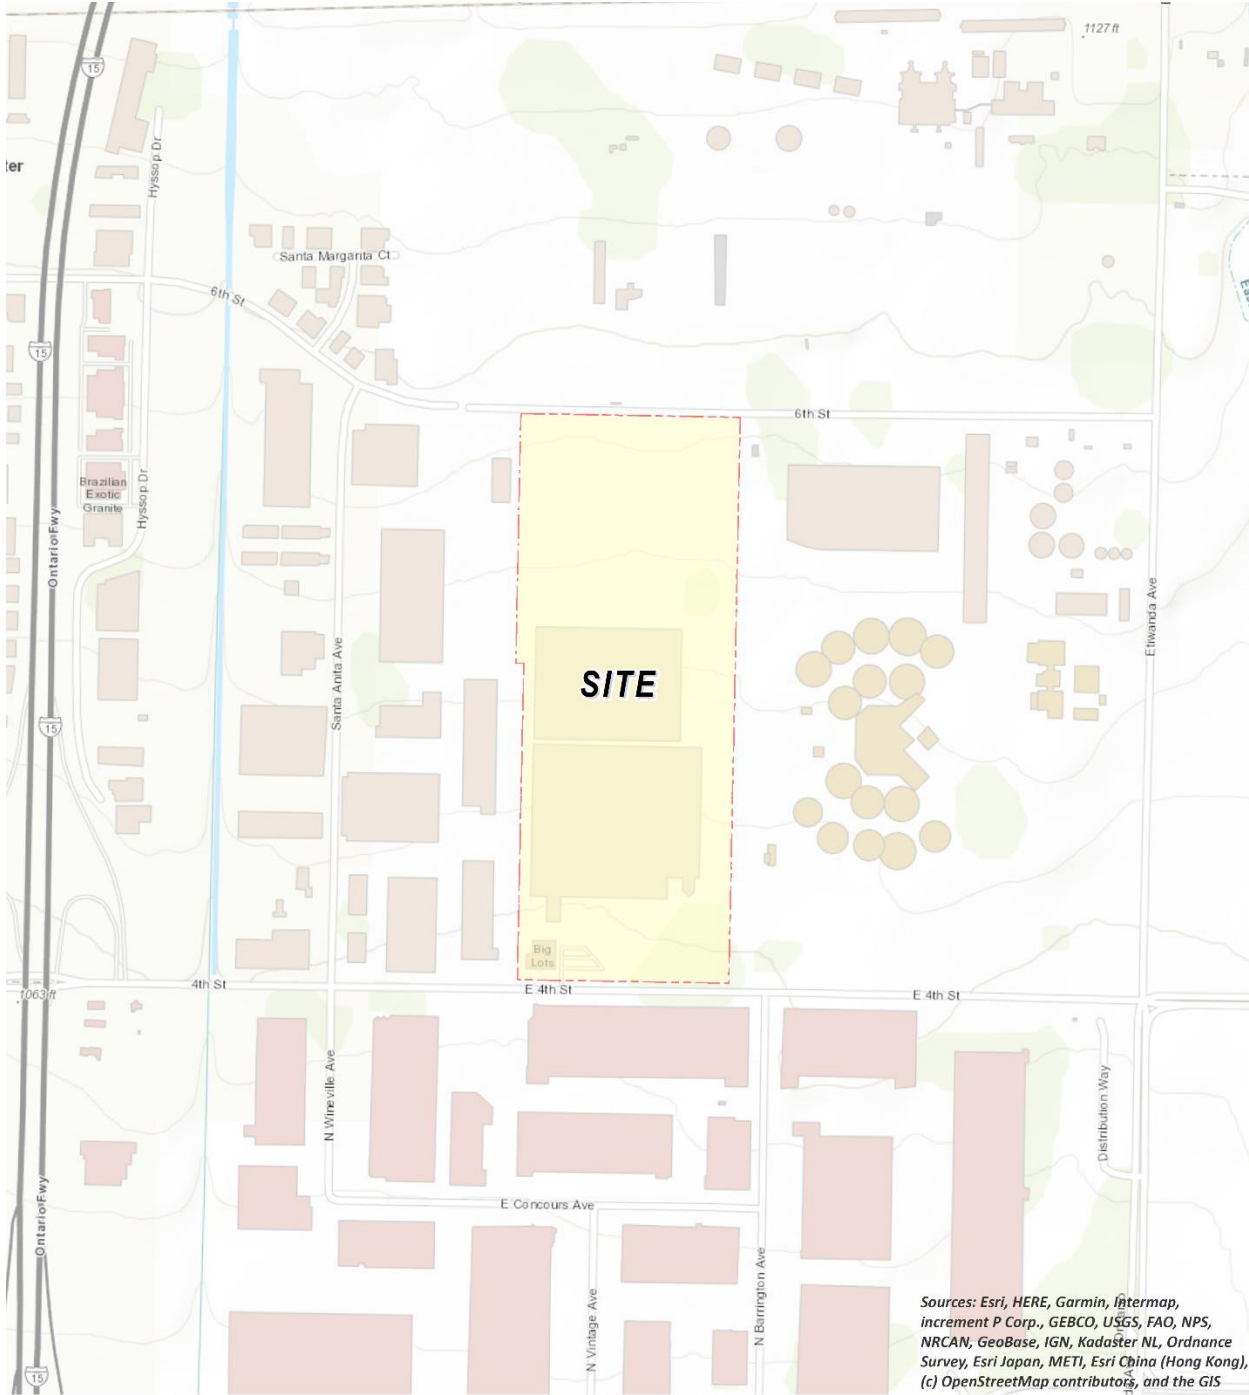 1127 ft
15
ter
Hyssop Dr
Santa Margarita Ct
6th St
15
6th St
Brazilian
Exotic
Granite
Hyssop Dr
Ontario Fwy
Etiwanda Ave
Santa Anita Ave
SITE
15
Big
Lots
4th St
E 4th St
E 4th St
1063 ft
N Wineville Ave
Distribution Way
Ontario Fwy
E Concours Ave
N Vintage Ave
N Barrington Ave
15
Sources: Esri, HERE, Garmin, Intermap,
increment P Corp., GEBCO, USGS, FAO, NPS,
NRCAN, GeoBase, IGN, Kadaster NL, Ordnance
Survey, Esri Japan, METI, Esri China (Hong Kong),
(c) OpenStreetMap contributors, and the GIS